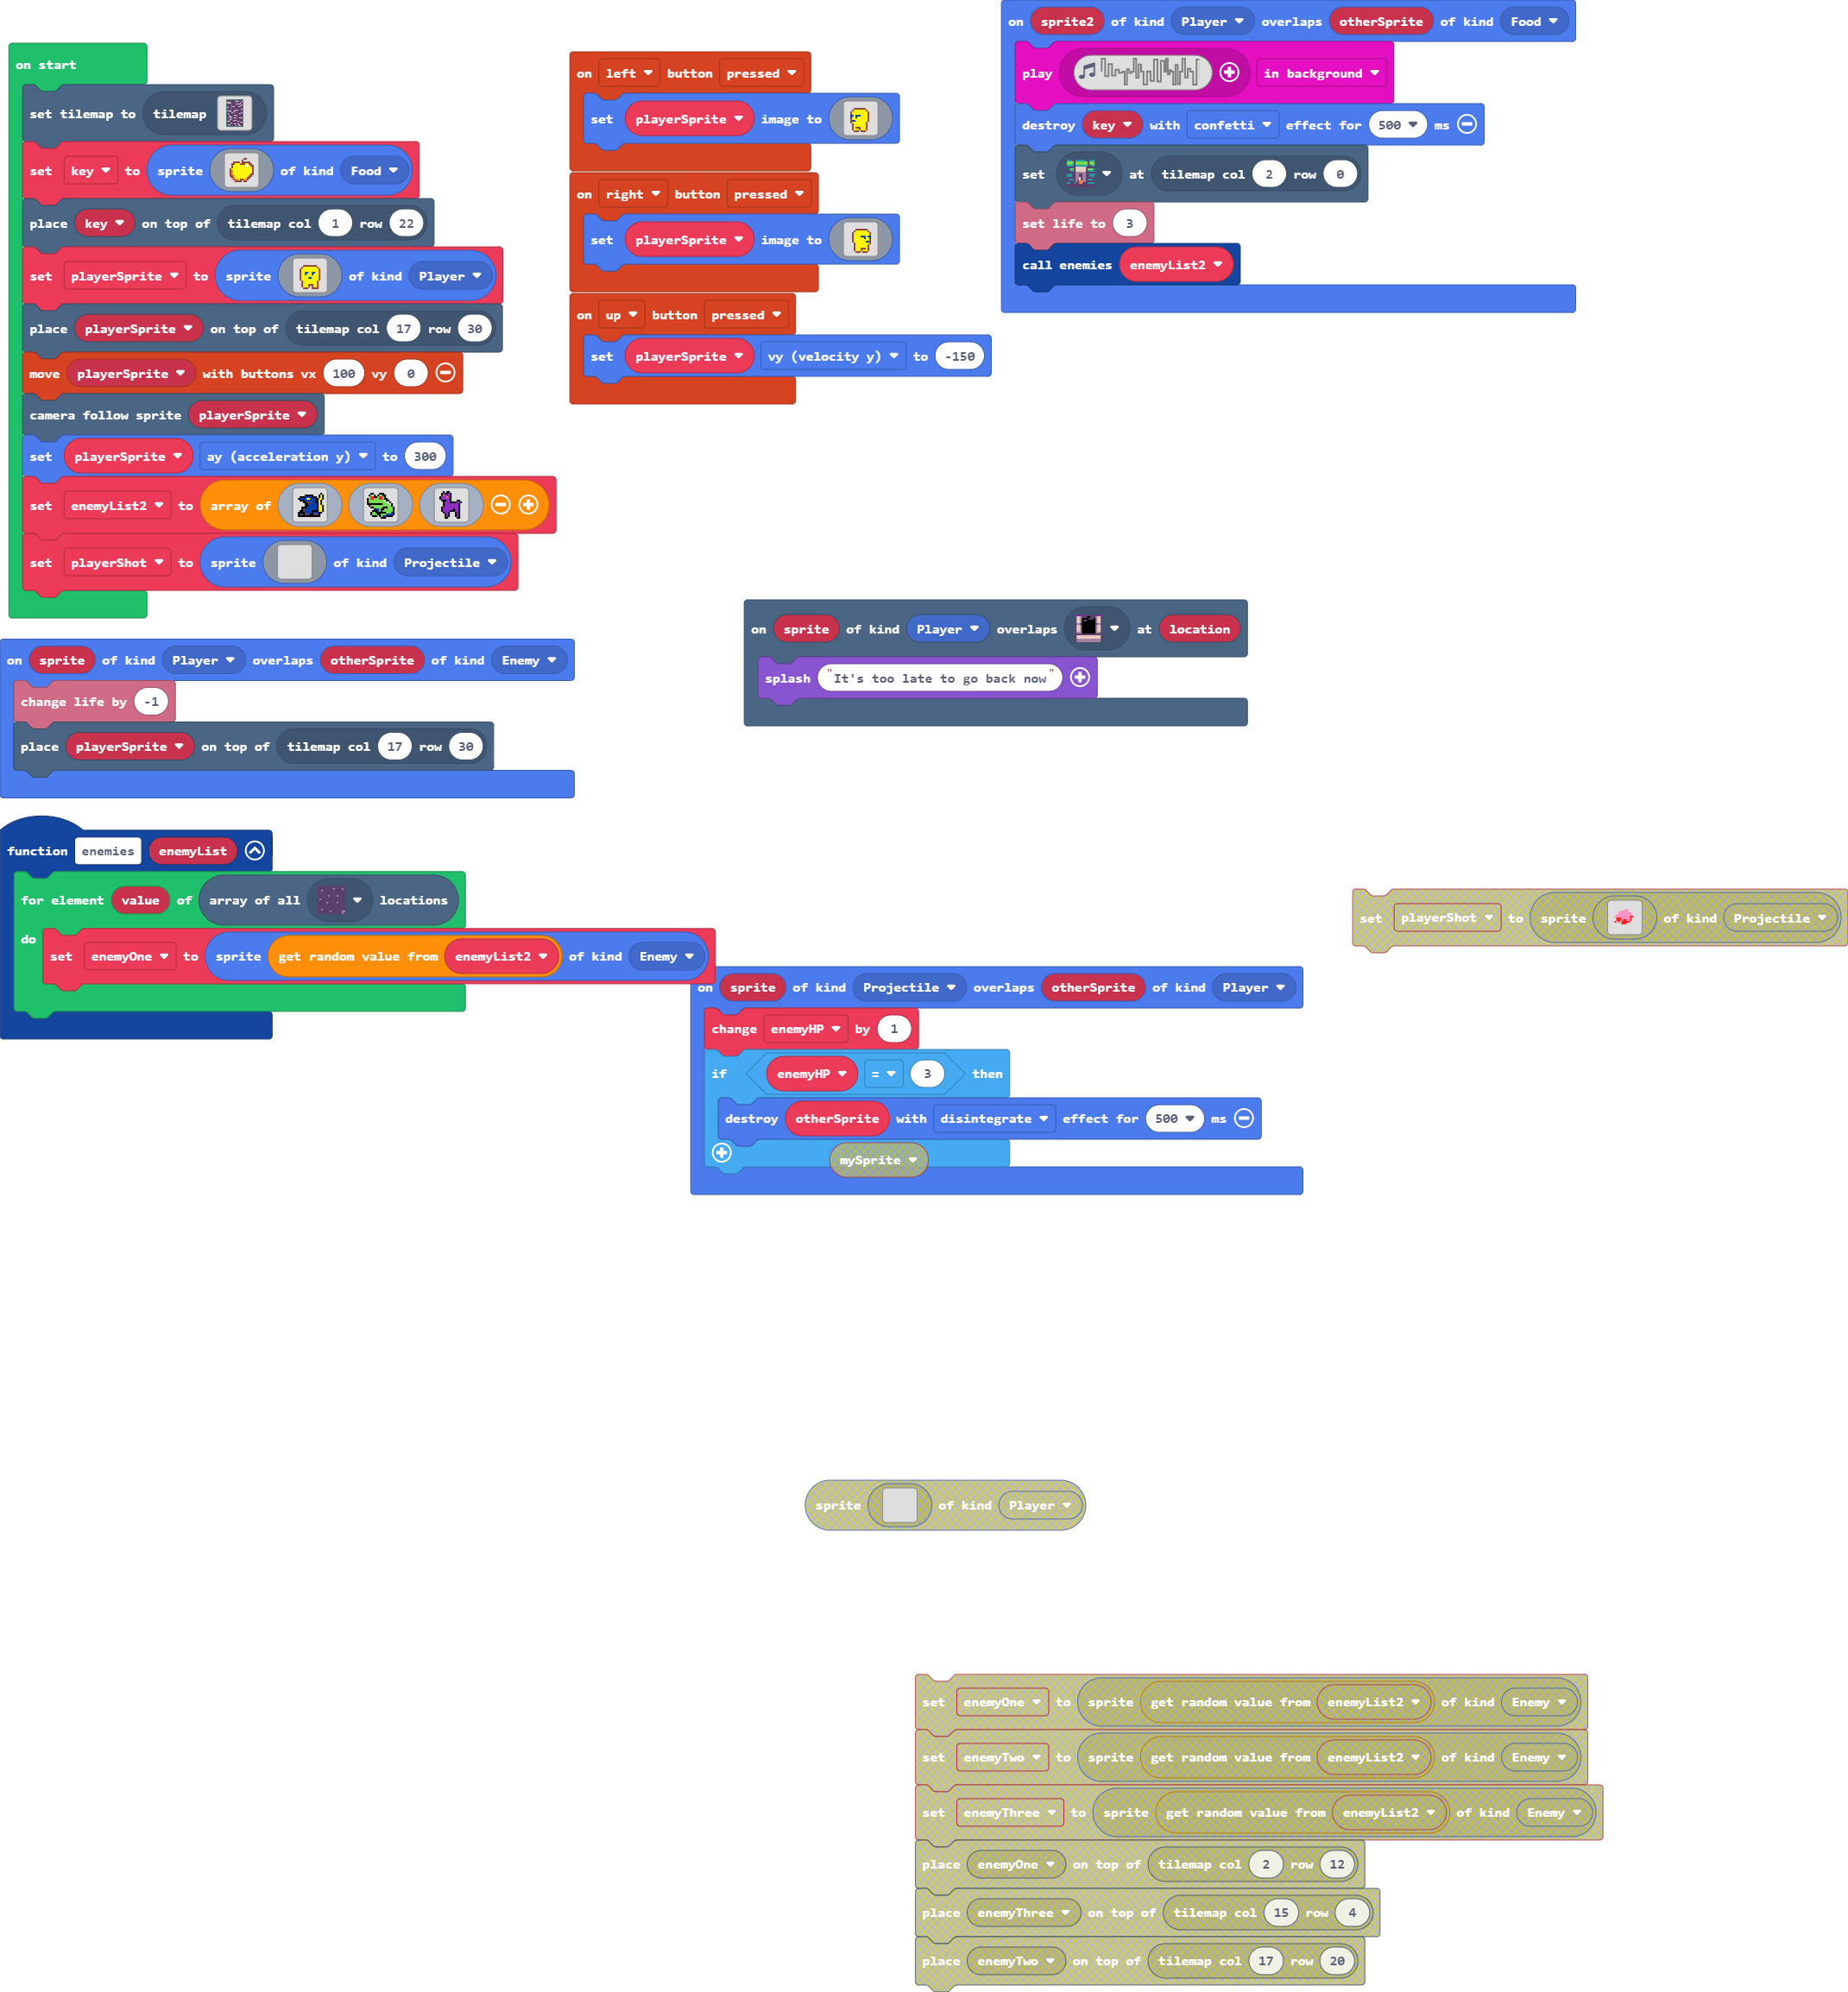 on start
set tilemap to tilemap
set key to sprite of kind Food
place key on top of tilemap col 1 row 22
set playerSprite to sprite of kind Player
place playerSprite on top of tilemap col 17 row 30
move playerSprite with buttons vx 100 vy 0
camera follow sprite playerSprite
set playerSprite ay (acceleration y) to 300
set enemyList2 to array of
set playerShot to sprite of kind Projectile
on left button pressed
set playerSprite image to
on right button pressed
set playerSprite image to
on up button pressed
set playerSprite vy (velocity y) to -150
on sprite2 of kind Player overlaps otherSprite of kind Food
play in background
destroy key with confetti effect for 500 ms
set at tilemap col 2 row 0
set life to 3
call enemies enemyList2
on sprite of kind Player overlaps otherSprite of kind Enemy
change life by -1
place playerSprite on top of tilemap col 17 row 30
on sprite of kind Player overlaps at location
splash "It's too late to go back now"
function enemies enemyList
for element value of array of all locations
do
set enemyOne to sprite get random value from enemyList2 of kind Enemy
set playerShot to sprite of kind Projectile
on sprite of kind Projectile overlaps otherSprite of kind Player
change enemyHP by 1
if enemyHP = 3 then
destroy otherSprite with disintegrate effect for 500 ms
mySprite
sprite of kind Player
set enemyOne to sprite get random value from enemyList2 of kind Enemy
set enemyTwo to sprite get random value from enemyList2 of kind Enemy
set enemyThree to sprite get random value from enemyList2 of kind Enemy
place enemyOne on top of tilemap col 2 row 12
place enemyThree on top of tilemap col 15 row 4
place enemyTwo on top of tilemap col 17 row 20